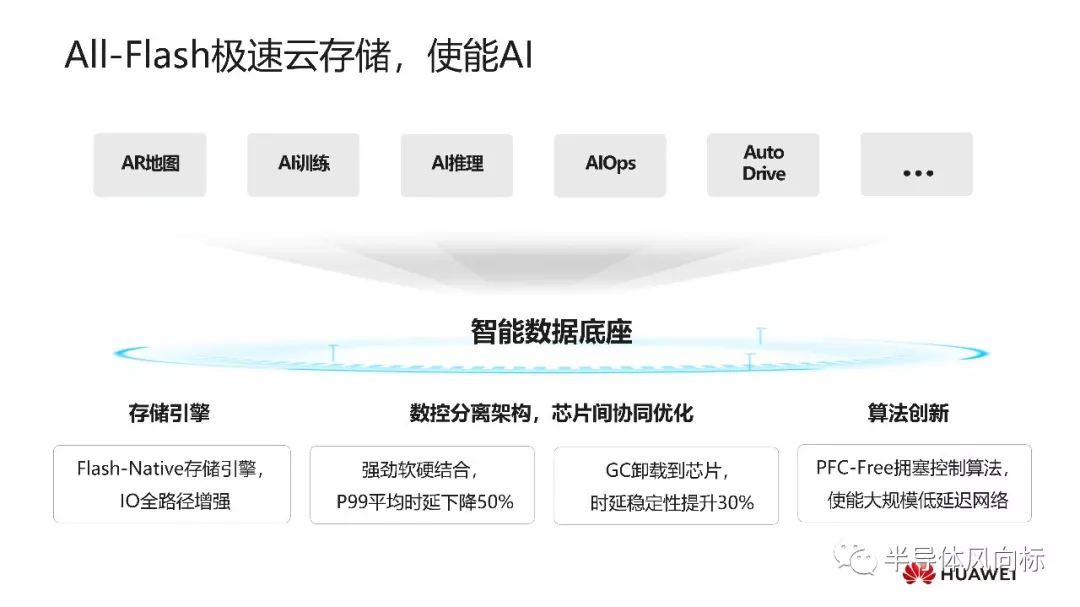 All-Flash极速云存储，使能AI
AR地图
AI训练
AI推理
AIOps
Auto
Drive
...
智能数据底座
存储引擎
数控分离架构，芯片间协同优化
算法创新
Flash-Native存储引擎，
IO全路径增强
强劲软硬结合，
P99平均时延下降50%
GC卸载到芯片，
时延稳定性提升30%
PFC-Free拥塞控制算法，
使能大规模低延迟网络
半导体风向标
HUAWEI